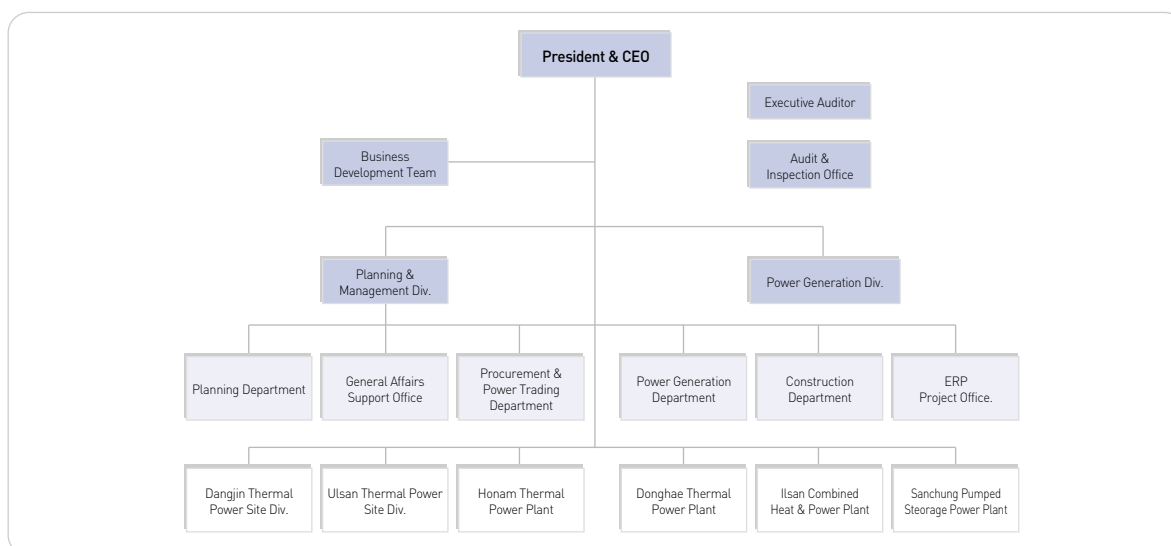 President & CEO
Executive Auditor
Business
Development Team
Audit &
Inspection Office
Planning &
Management Div.
Power Generation Div.
Planning Department
General Affairs
Support Office
Procurement &
Power Trading
Department
Power Generation
Department
Construction
Department
ERP
Project Office.
Dangjin Thermal
Power Site Div.
Ulsan Thermal Power
Site Div.
Honam Thermal
Power Plant
Donghae Thermal
Power Plant
Ilsan Combined
Heat & Power Plant
Sanchung Pumped
Steorage Power Plant